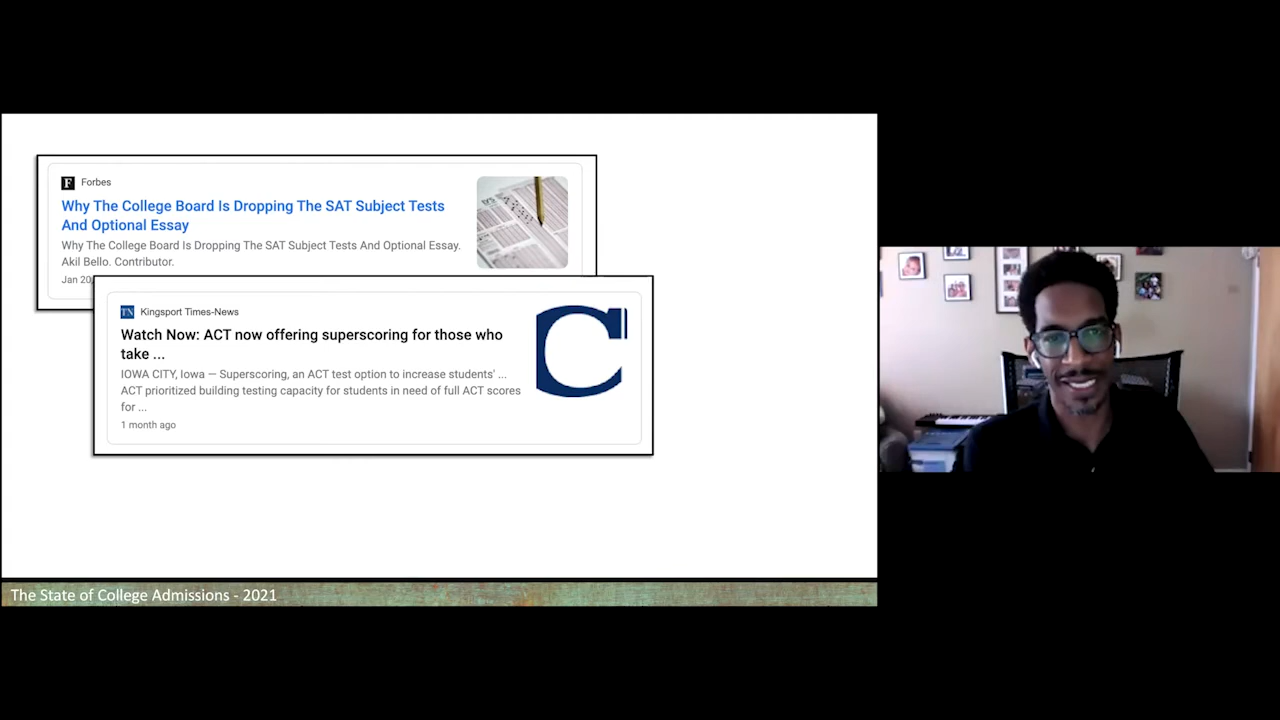 F Forbes
Why The College Board Is Dropping The SAT Subject Tests
And Optional Essay
Why The College Board Is Dropping The SAT Subject Tests And Optional Essay.
Akil Bello. Contributor.
Jan 20,
TN Kingsport Times-News
Watch Now: ACT now offering superscoring for those who
take ...
IOWA CITY, Iowa — Superscoring, an ACT test option to increase students' ...
ACT prioritized building testing capacity for students in need of full ACT scores
for ...
1 month ago
C
The State of College Admissions - 2021